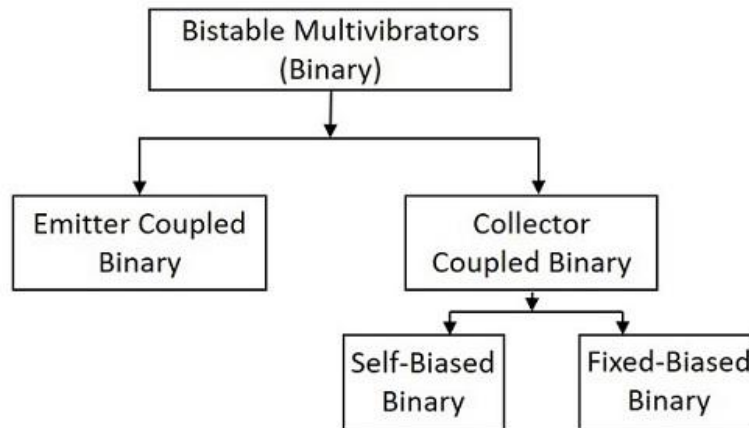 Bistable Multivibrators
(Binary)
Emitter Coupled
Binary
Collector
Coupled Binary
Self-Biased
Binary
Fixed-Biased
Binary